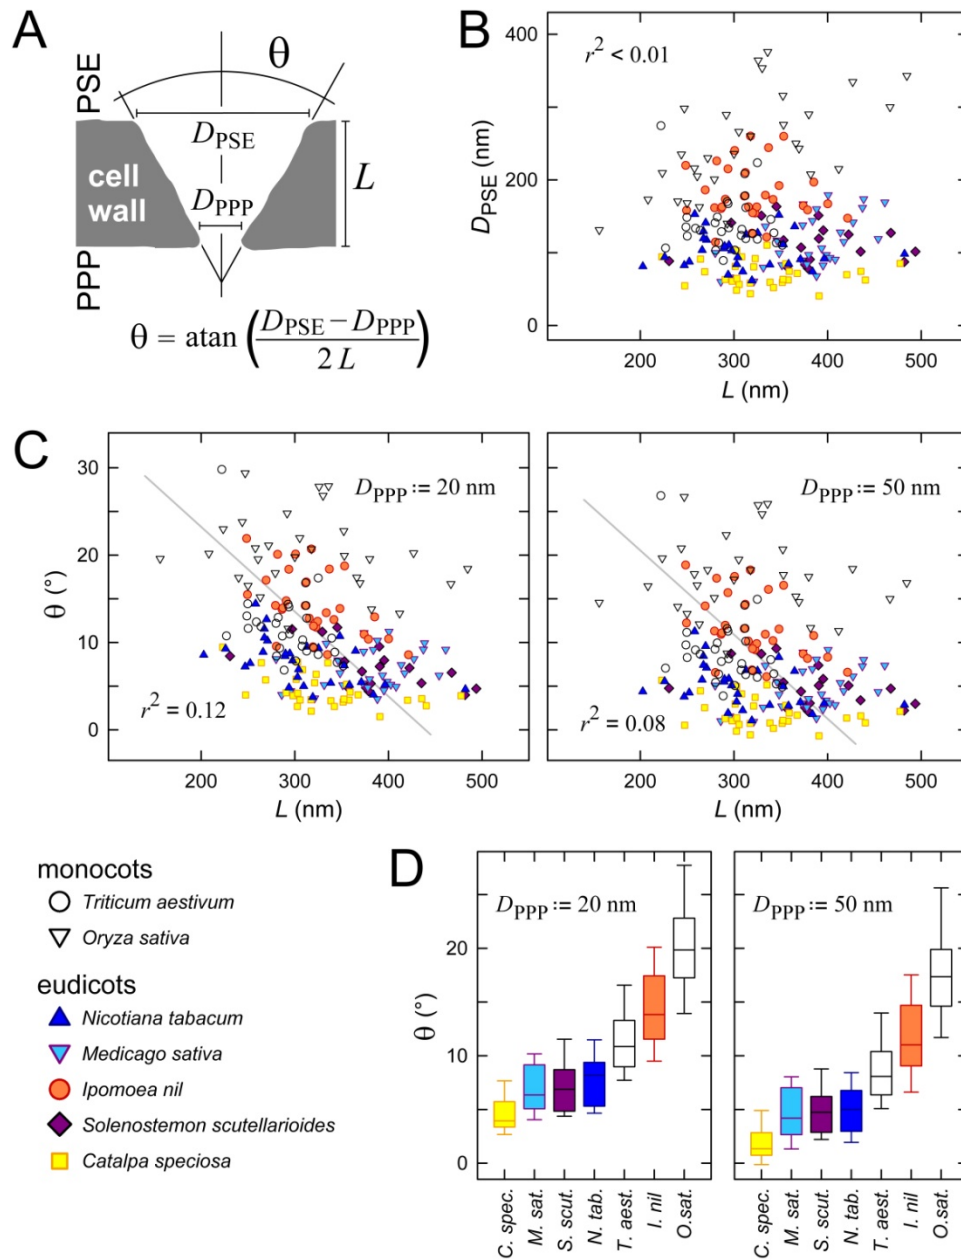 A
θ
PSE
D_PSE
cell
wall
L
D_PPP
PPP
θ = atan ( (D_PSE − D_PPP) / (2 L) )
B
r² < 0.01
D_PSE (nm)
400
200
0
200 300 400 500
L (nm)
C
D_PPP := 20 nm
D_PPP := 50 nm
θ (°)
30
20
10
0
r² = 0.12
r² = 0.08
200 300 400 500
200 300 400 500
L (nm)
L (nm)
monocots
Triticum aestivum
Oryza sativa
eudicots
Nicotiana tabacum
Medicago sativa
Ipomoea nil
Solenostemon scutellarioides
Catalpa speciosa
D
D_PPP := 20 nm
D_PPP := 50 nm
θ (°)
20
10
0
C. spec.
M. sat.
S. scut.
N. tab.
T. aest.
I. nil
O.sat.
C. spec.
M. sat.
S. scut.
N. tab.
T. aest.
I. nil
O.sat.